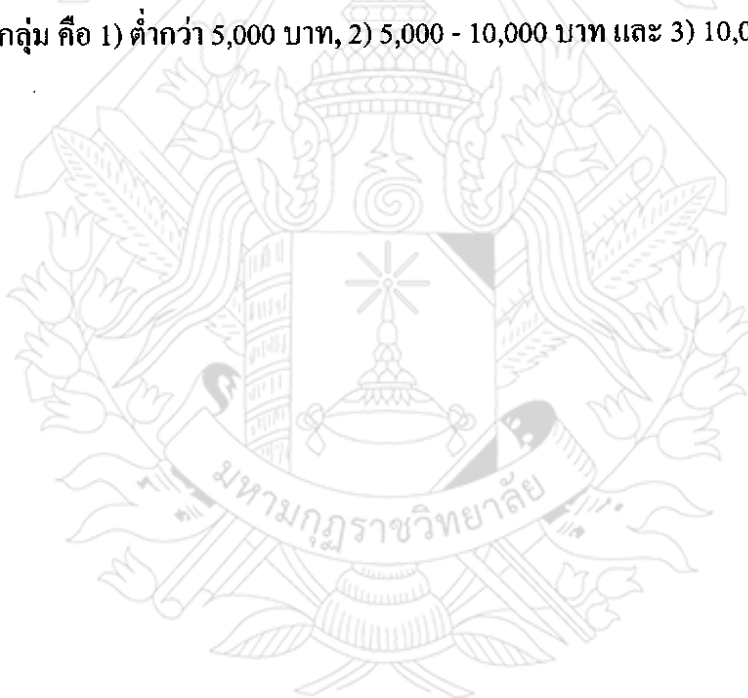 กลุ่ม คือ 1) ต่ำกว่า 5,000 บาท, 2) 5,000 - 10,000 บาท และ 3) 10,0
มหามกุฏราชวิทยาลัย